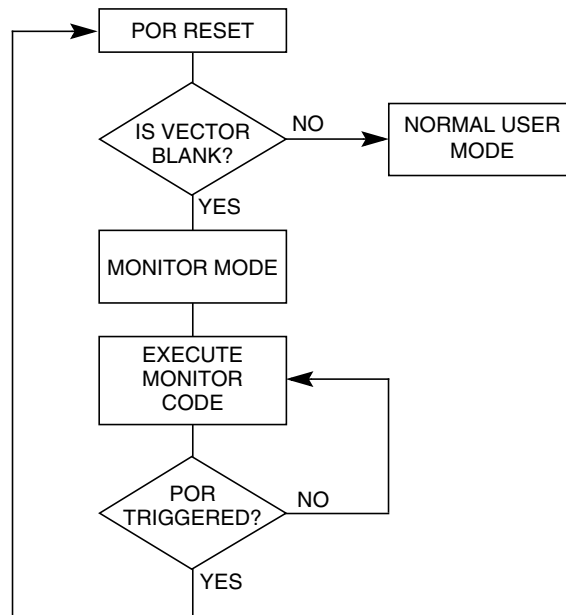 POR RESET
IS VECTOR
BLANK?
NO
NORMAL USER
MODE
YES
MONITOR MODE
EXECUTE
MONITOR
CODE
POR
TRIGGERED?
NO
YES